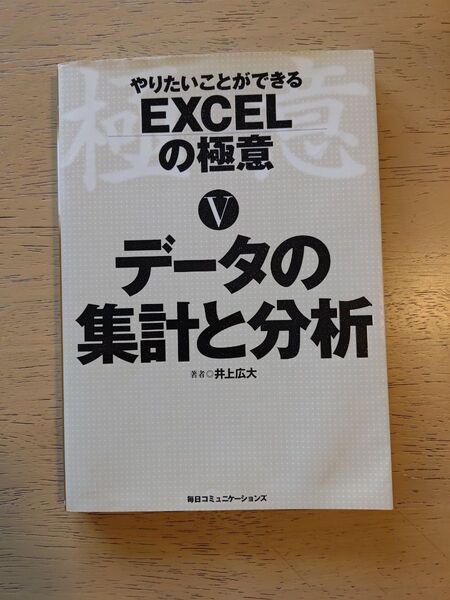 極意
やりたいことができる
EXCEL
の極意
V
データの
集計と分析
著者◎井上広大
毎日コミュニケーションズ